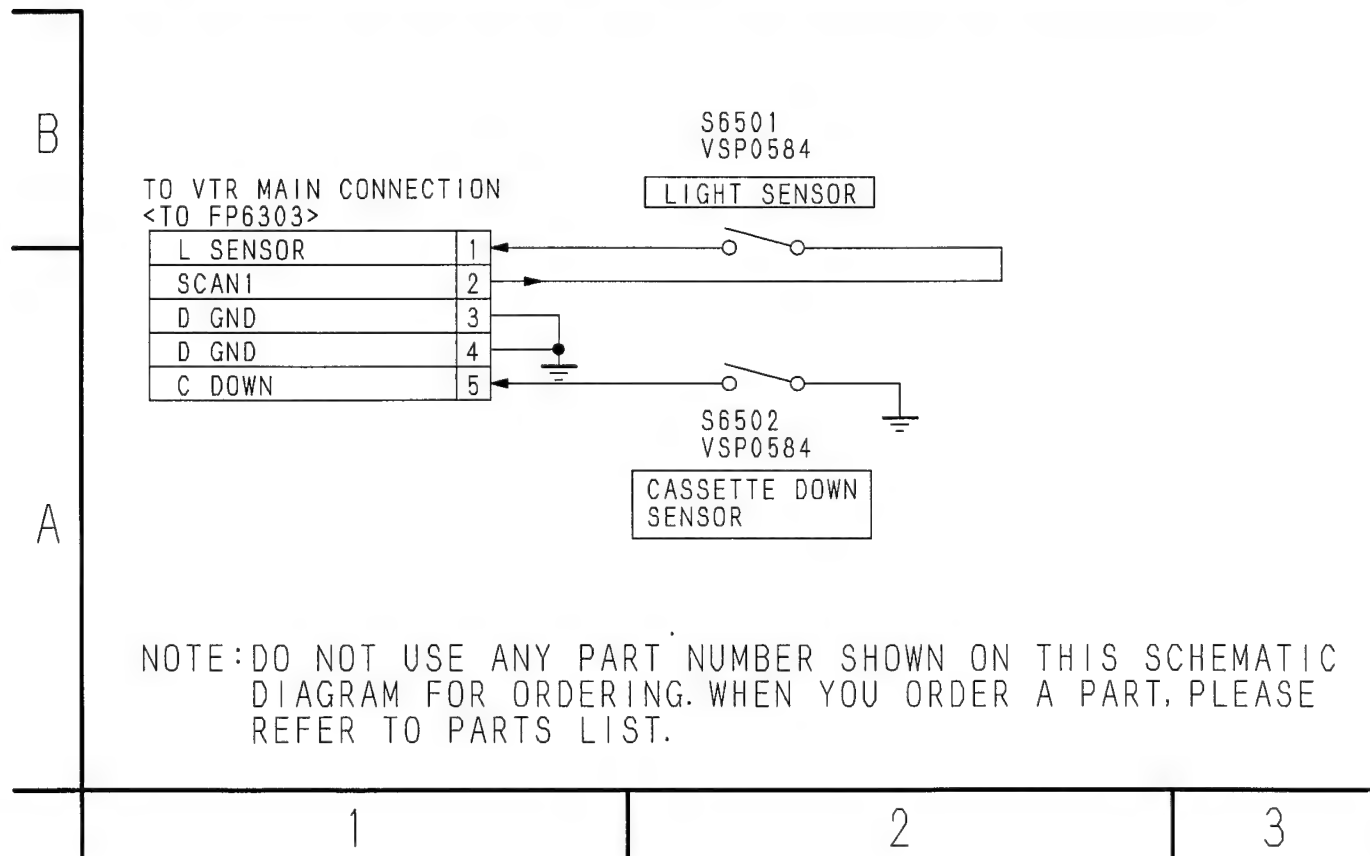 B
S6501
VSP0584
LIGHT SENSOR
TO VTR MAIN CONNECTION
<TO FP6303>
L SENSOR 1
SCAN1 2
D GND 3
D GND 4
C DOWN 5
S6502
VSP0584
CASSETTE DOWN
SENSOR
A
NOTE:DO NOT USE ANY PART NUMBER SHOWN ON THIS SCHEMATIC
DIAGRAM FOR ORDERING. WHEN YOU ORDER A PART, PLEASE
REFER TO PARTS LIST.
1 2 3